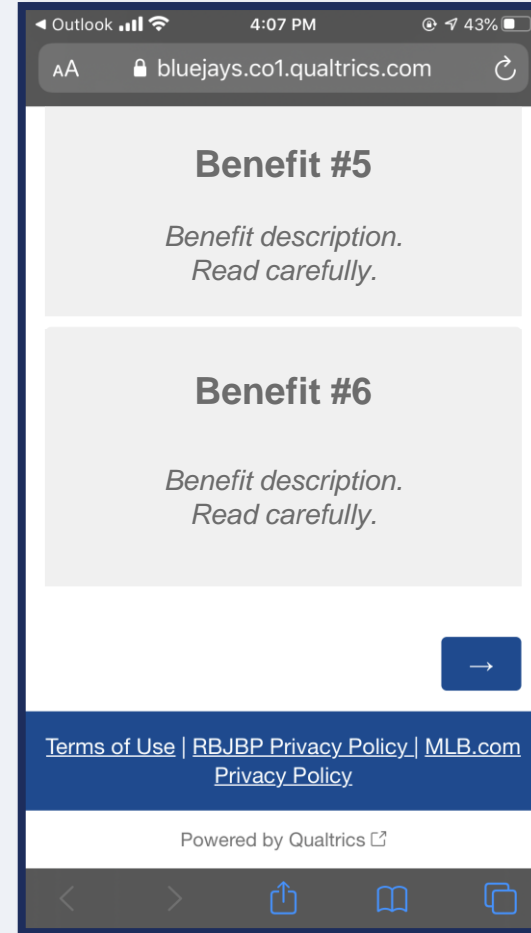 ◀ Outlook 4:07 PM 43%
AA bluejays.co1.qualtrics.com
Benefit #5
Benefit description.
Read carefully.
Benefit #6
Benefit description.
Read carefully.
→
Terms of Use | RBJBP Privacy Policy | MLB.com
Privacy Policy
Powered by Qualtrics